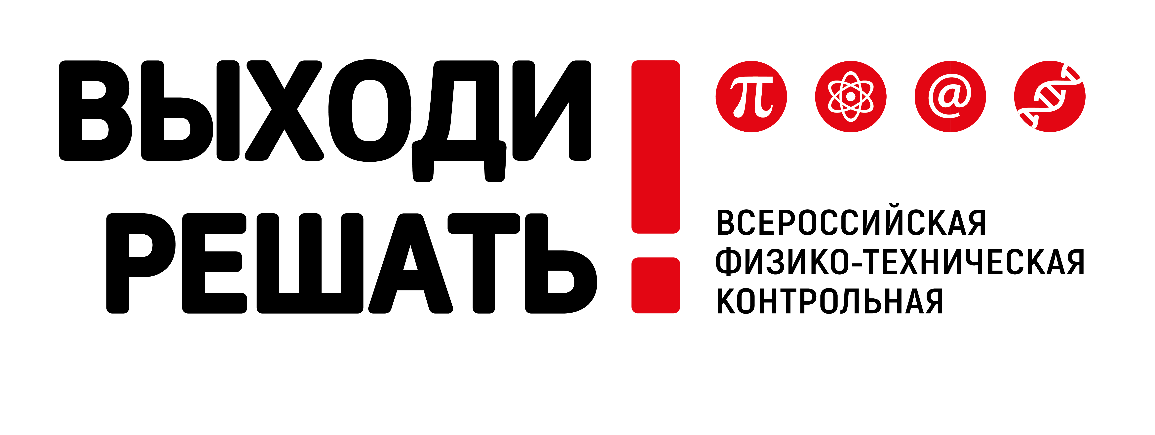 ВЫХОДИ
РЕШАТЬ!
π @
ВСЕРОССИЙСКАЯ
ФИЗИКО-ТЕХНИЧЕСКАЯ
КОНТРОЛЬНАЯ